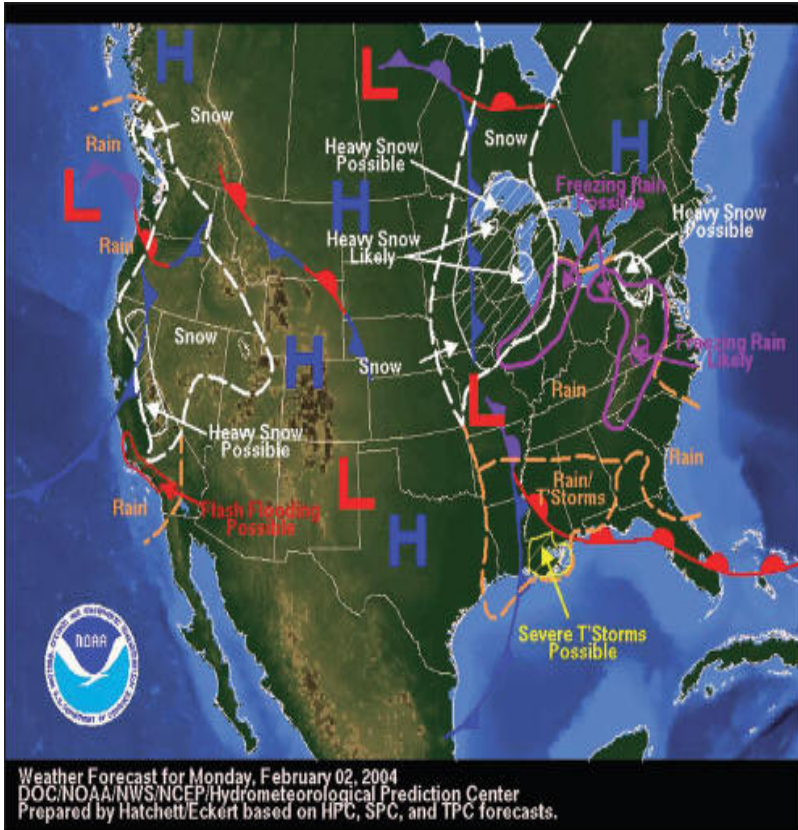 H
L
Snow
Snow
H
Rain
Heavy Snow
Possible
Freezing Rain
Possible
L
H
Heavy Snow
Possible
Rain
Heavy Snow
Likely
Snow
Snow
H
Freezing Rain
Likely
L
Rain
Heavy Snow
Possible
L
Rain/
T'Storms
Rain
Rain
Flash Flooding
Possible
H
Severe T'Storms
Possible
NOAA
Weather Forecast for Monday, February 02, 2004
DOC/NOAA/NWS/NCEP/Hydrometeorological Prediction Center
Prepared by Hatchett/Eckert based on HPC, SPC, and TPC forecasts.